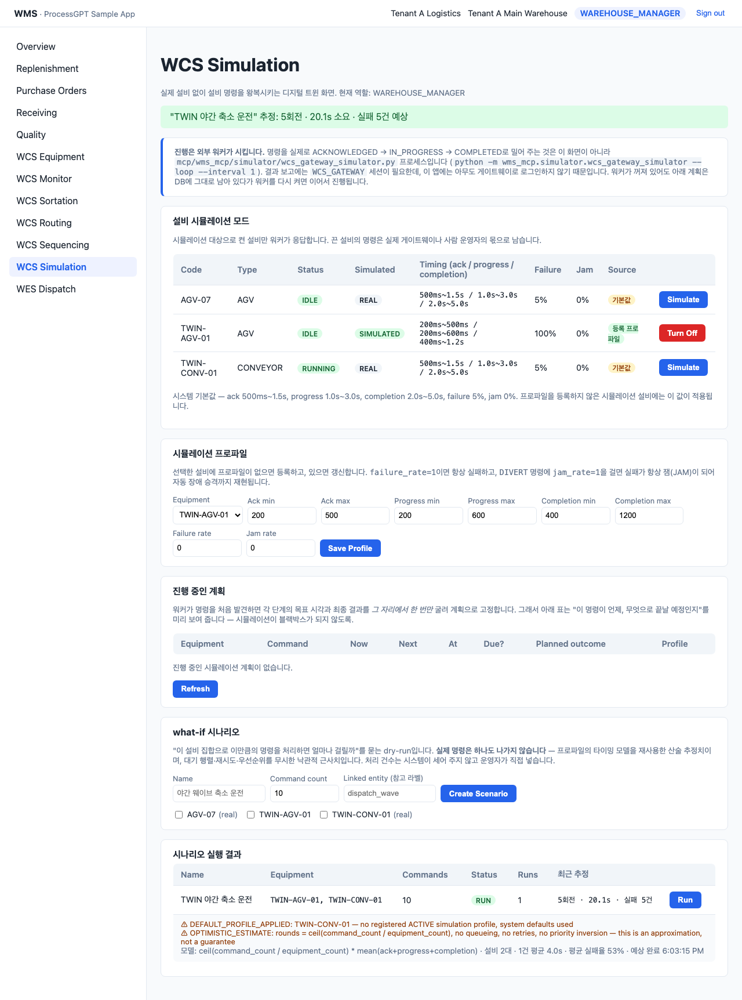 WMS · ProcessGPT Sample App
Tenant A Logistics Tenant A Main Warehouse WAREHOUSE_MANAGER Sign out
Overview
Replenishment
Purchase Orders
Receiving
Quality
WCS Equipment
WCS Monitor
WCS Sortation
WCS Routing
WCS Sequencing
WCS Simulation
WES Dispatch
WCS Simulation
실제 설비 없이 설비 명령을 왕복시키는 디지털 트윈 화면. 현재 역할: WAREHOUSE_MANAGER
"TWIN 야간 축소 운전" 추정: 5회전 · 20.1s 소요 · 실패 5건 예상
진행은 외부 워커가 시킵니다. 명령을 실제로 ACKNOWLEDGED → IN_PROGRESS → COMPLETED로 밀어 주는 것은 이 화면이 아니라
mcp/wms_mcp/simulator/wcs_gateway_simulator.py 프로세스입니다 ( python -m wms_mcp.simulator.wcs_gateway_simulator --
loop --interval 1 ). 결과 보고에는 WCS_GATEWAY 세션이 필요한데, 이 앱에는 아무도 게이트웨이로 로그인하지 않기 때문입니다. 워커가 꺼져 있어도 아래 계획은
DB에 그대로 남아 있다가 워커를 다시 켜면 이어서 진행됩니다.
설비 시뮬레이션 모드
시뮬레이션 대상으로 켠 설비만 워커가 응답합니다. 끈 설비의 명령은 실제 게이트웨이나 사람 운영자의 몫으로 남습니다.
Code Type Status Simulated Timing (ack / progress / completion) Failure Jam Source
AGV-07 AGV IDLE REAL 500ms~1.5s / 1.0s~3.0s / 2.0s~5.0s 5% 0% 기본값 Simulate
TWIN-AGV-01 AGV IDLE SIMULATED 200ms~500ms / 200ms~600ms / 400ms~1.2s 100% 0% 등록 프로파일 Turn Off
TWIN-CONV-01 CONVEYOR RUNNING REAL 500ms~1.5s / 1.0s~3.0s / 2.0s~5.0s 5% 0% 기본값 Simulate
시스템 기본값 — ack 500ms~1.5s, progress 1.0s~3.0s, completion 2.0s~5.0s, failure 5%, jam 0%. 프로파일을 등록하지 않은 시뮬레이션 설비에는 이 값이 적용됩
니다.
시뮬레이션 프로파일
선택한 설비에 프로파일이 없으면 등록하고, 있으면 갱신합니다. failure_rate=1이면 항상 실패하고, DIVERT 명령에 jam_rate=1을 걸면 실패가 항상 잼(JAM)이 되어
자동 장애 승격까지 재현됩니다.
Equipment Ack min Ack max Progress min Progress max Completion min Completion max
TWIN-AGV-01 200 500 200 600 400 1200
Failure rate Jam rate
0 0 Save Profile
진행 중인 계획
워커가 명령을 처음 발견하면 각 단계의 목표 시각과 최종 결과를 그 자리에서 한 번만 굴려 계획으로 고정합니다. 그래서 아래 표는 "이 명령이 언제, 무엇으로 끝날 예정인지"를
미리 보여 줍니다 — 시뮬레이션이 블랙박스가 되지 않도록.
Equipment Command Now Next At Due? Planned outcome Profile
진행 중인 시뮬레이션 계획이 없습니다.
Refresh
what-if 시나리오
"이 설비 집합으로 이만큼의 명령을 처리하면 얼마나 걸릴까"를 묻는 dry-run입니다. 실제 명령은 하나도 나가지 않습니다 — 프로파일의 타이밍 모델을 재사용한 산술 추정치이
며, 대기 행렬·재시도·우선순위를 무시한 낙관적 근사치입니다. 처리 건수는 시스템이 세어 주지 않고 운영자가 직접 넣습니다.
Name Command count Linked entity (참고 라벨)
야간 웨이브 축소 운전 10 dispatch_wave Create Scenario
AGV-07 (real) TWIN-AGV-01 TWIN-CONV-01 (real)
시나리오 실행 결과
Name Equipment Commands Status Runs 최근 추정
TWIN 야간 축소 운전 TWIN-AGV-01, TWIN-CONV-01 10 RUN 1 5회전 · 20.1s · 실패 5건 Run
⚠ DEFAULT_PROFILE_APPLIED: TWIN-CONV-01 — no registered ACTIVE simulation profile, system defaults used
⚠ OPTIMISTIC_ESTIMATE: rounds = ceil(command_count / equipment_count), no queueing, no retries, no priority inversion — this is an approximation,
not a guarantee
모델: ceil(command_count / equipment_count) * mean(ack+progress+completion) · 설비 2대 · 1건 평균 4.0s · 평균 실패율 53% · 예상 완료 6:03:15 PM